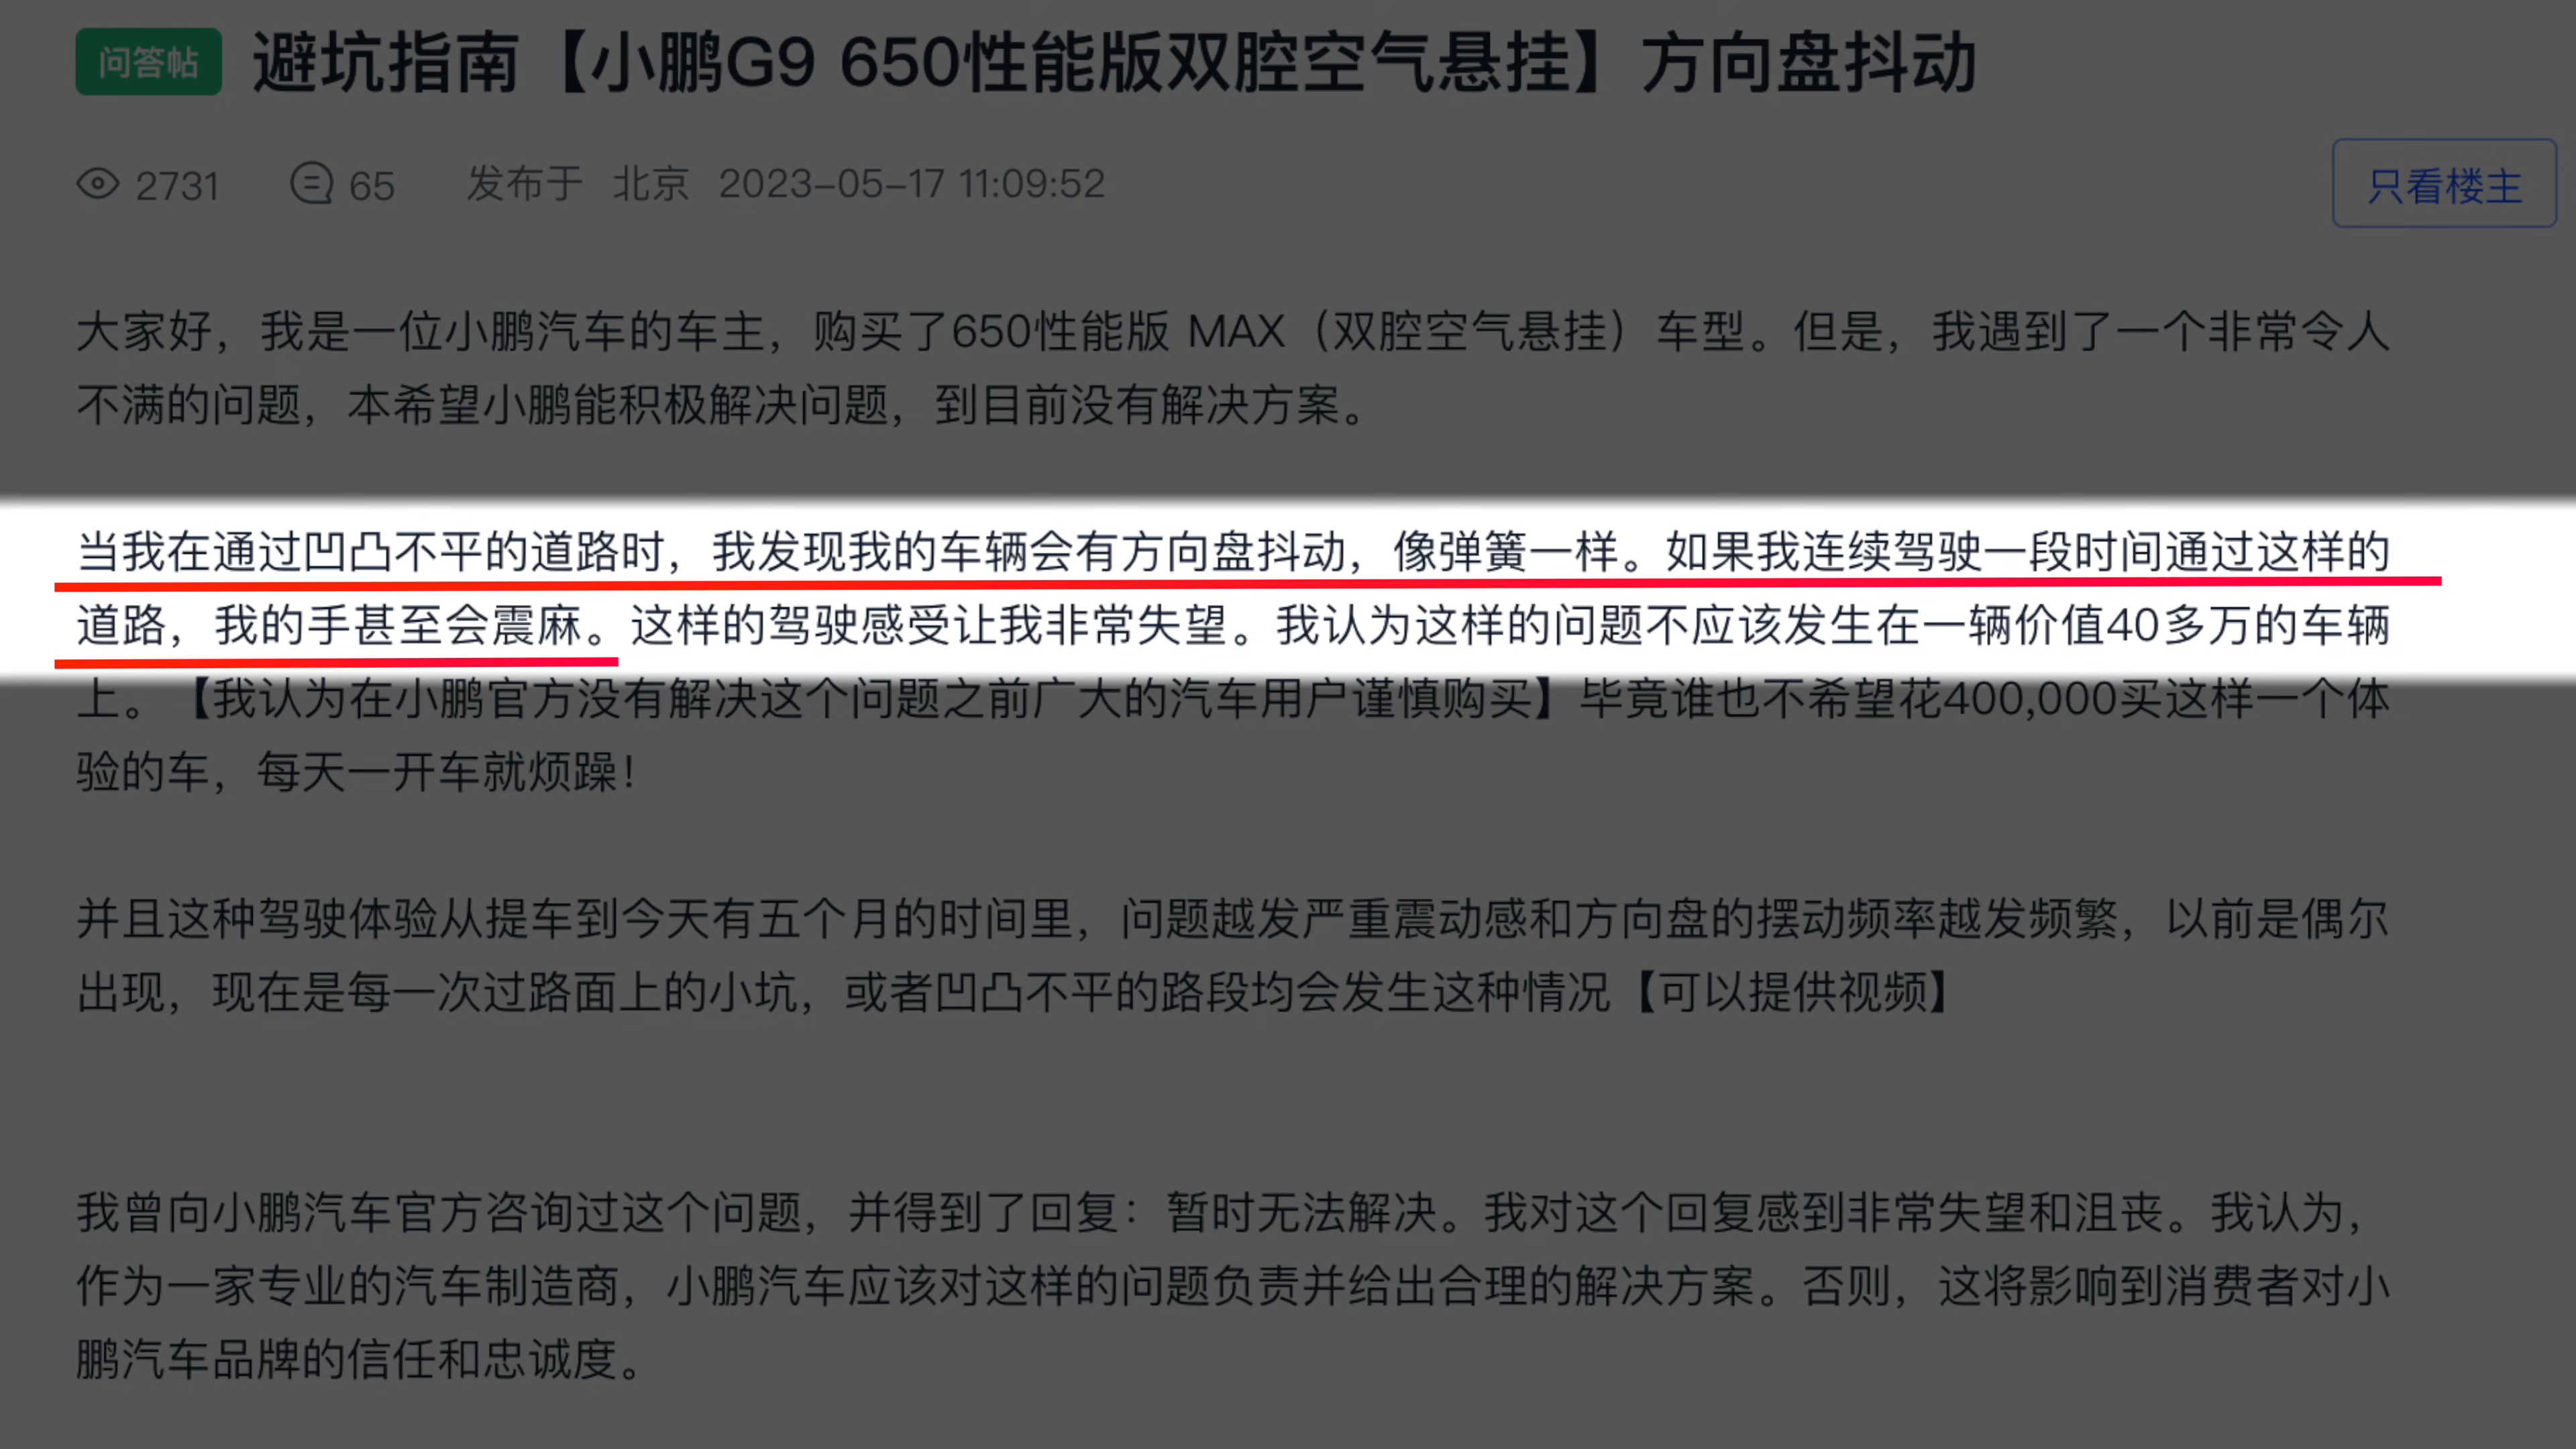 问答帖 避坑指南【小鹏G9 650性能版双腔空气悬挂】方向盘抖动
2731 65 发布于 北京 2023-05-17 11:09:52 只看楼主
大家好，我是一位小鹏汽车的车主，购买了650性能版 MAX（双腔空气悬挂）车型。但是，我遇到了一个非常令人
不满的问题，本希望小鹏能积极解决问题，到目前没有解决方案。
当我在通过凹凸不平的道路时，我发现我的车辆会有方向盘抖动，像弹簧一样。如果我连续驾驶一段时间通过这样的
道路，我的手甚至会震麻。这样的驾驶感受让我非常失望。我认为这样的问题不应该发生在一辆价值40多万的车辆
上。【我认为在小鹏官方没有解决这个问题之前广大的汽车用户谨慎购买】毕竟谁也不希望花400,000买这样一个体
验的车，每天一开车就烦躁！
并且这种驾驶体验从提车到今天有五个月的时间里，问题越发严重震动感和方向盘的摆动频率越发频繁，以前是偶尔
出现，现在是每一次过路面上的小坑，或者凹凸不平的路段均会发生这种情况【可以提供视频】
我曾向小鹏汽车官方咨询过这个问题，并得到了回复：暂时无法解决。我对这个回复感到非常失望和沮丧。我认为，
作为一家专业的汽车制造商，小鹏汽车应该对这样的问题负责并给出合理的解决方案。否则，这将影响到消费者对小
鹏汽车品牌的信任和忠诚度。